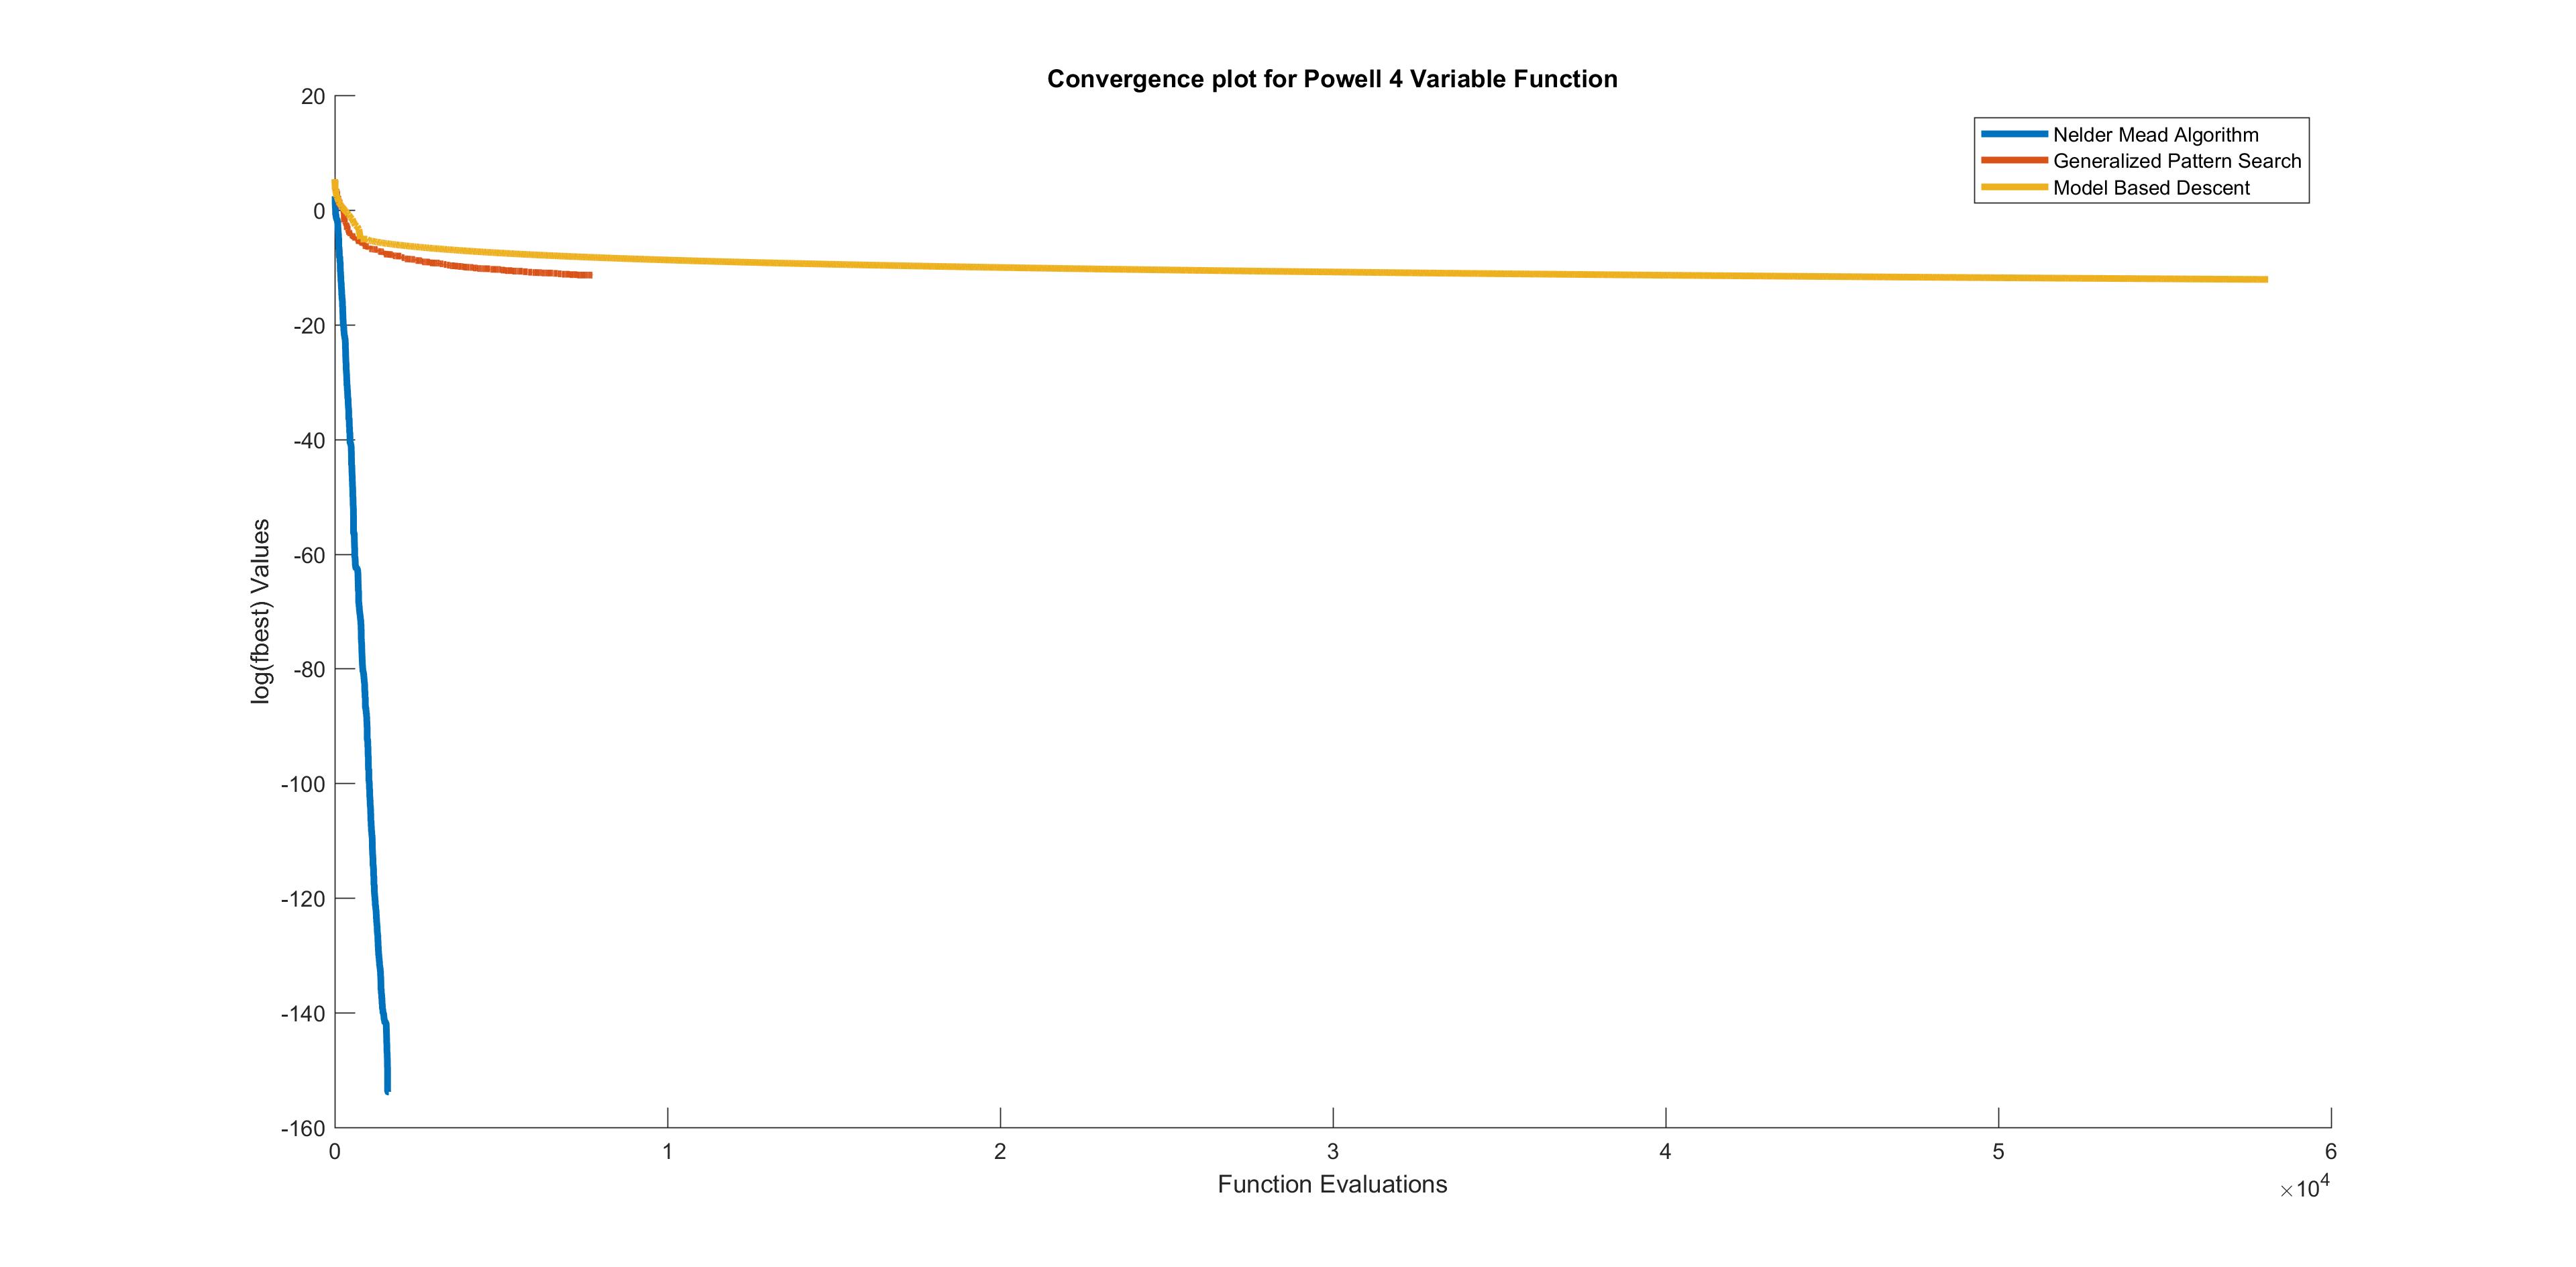 Convergence plot for Powell 4 Variable Function
Nelder Mead Algorithm
Generalized Pattern Search
Model Based Descent
20
0
-20
-40
-60
-80
-100
-120
-140
-160
log(fbest) Values
0 1 2 3 4 5 6
×10^4
Function Evaluations